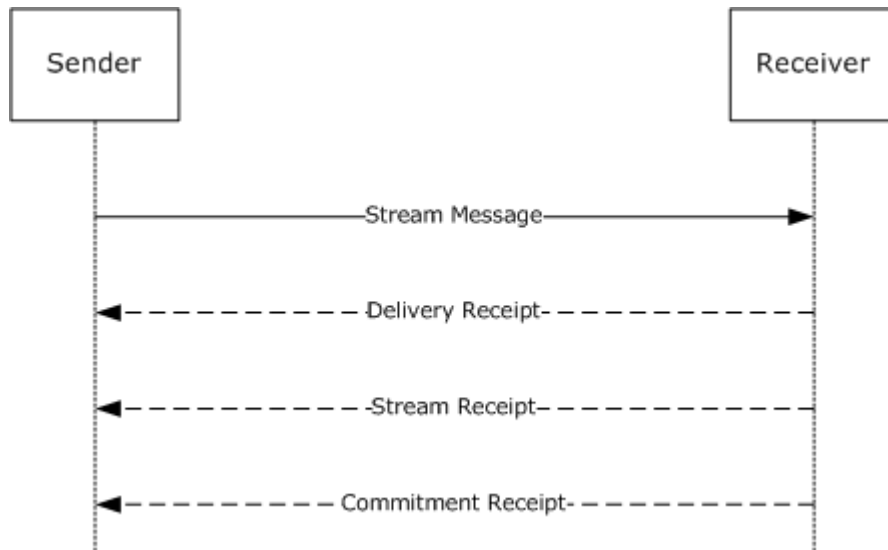 Sender
Receiver
Stream Message
Delivery Receipt
Stream Receipt
Commitment Receipt